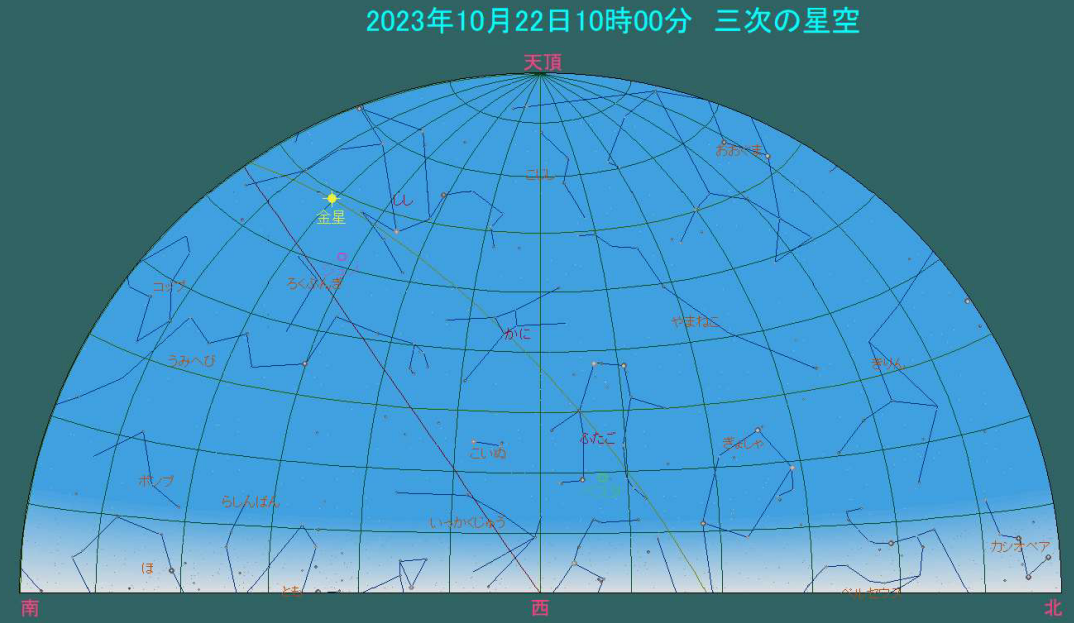 2023年10月22日10時00分　三次の星空
天頂
おおぐま
こじし
しし
金星
ろくぶんぎ
コップ
やまねこ
かに
うみへび
きりん
ふたご
ぎょしゃ
こいぬ
ポンプ
らしんばん
いっかくじゅう
カシオペア
ほ
とも
南
西
北